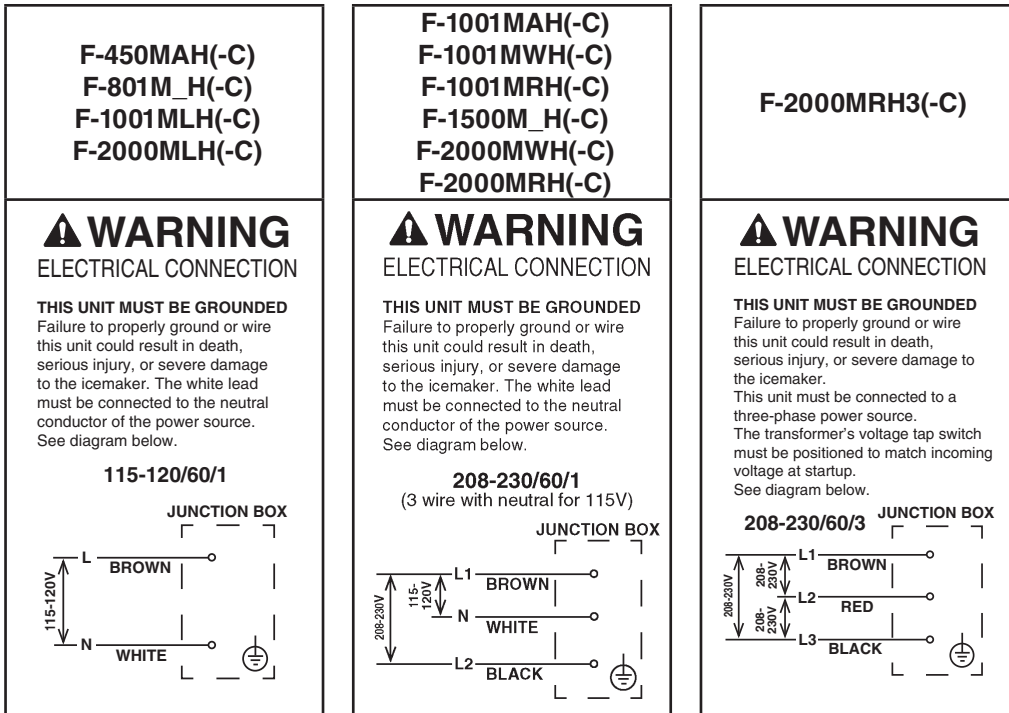 F-450MAH(-C)
F-801M_H(-C)
F-1001MLH(-C)
F-2000MLH(-C)
WARNING
ELECTRICAL CONNECTION
THIS UNIT MUST BE GROUNDED
Failure to properly ground or wire
this unit could result in death,
serious injury, or severe damage
to the icemaker. The white lead
must be connected to the neutral
conductor of the power source.
See diagram below.
115-120/60/1
JUNCTION BOX
L
BROWN
115-120V
N
WHITE
F-1001MAH(-C)
F-1001MWH(-C)
F-1001MRH(-C)
F-1500M_H(-C)
F-2000MWH(-C)
F-2000MRH(-C)
WARNING
ELECTRICAL CONNECTION
THIS UNIT MUST BE GROUNDED
Failure to properly ground or wire
this unit could result in death,
serious injury, or severe damage
to the icemaker. The white lead
must be connected to the neutral
conductor of the power source.
See diagram below.
208-230/60/1
(3 wire with neutral for 115V)
JUNCTION BOX
L1
BROWN
208-230V
115-
120V
N
WHITE
L2
BLACK
F-2000MRH3(-C)
WARNING
ELECTRICAL CONNECTION
THIS UNIT MUST BE GROUNDED
Failure to properly ground or wire
this unit could result in death,
serious injury, or severe damage to
the icemaker.
This unit must be connected to a
three-phase power source.
The transformer's voltage tap switch
must be positioned to match incoming
voltage at startup.
See diagram below.
208-230/60/3
JUNCTION BOX
L1
BROWN
208-230V
208-
230V
L2
RED
208-
230V
L3
BLACK